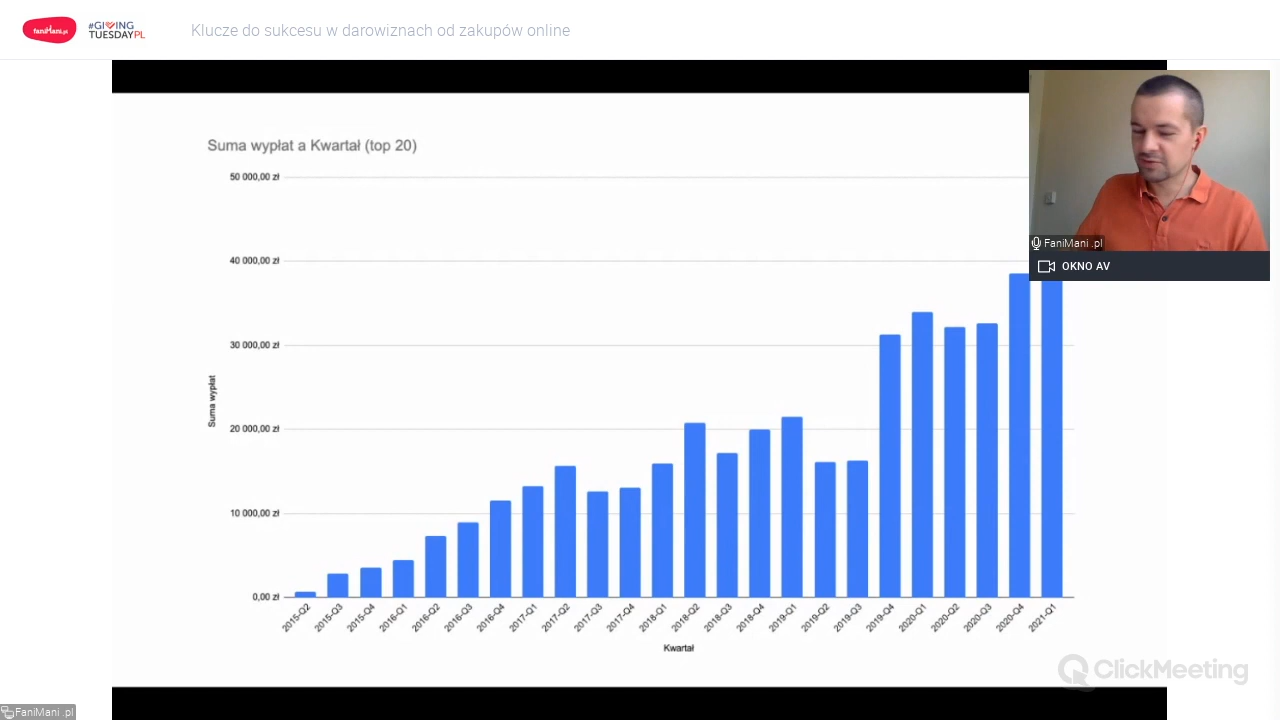 faniMani.pl
#GIVING
TUESDAYPL
Klucze do sukcesu w darowiznach od zakupów online
Suma wypłat a Kwartał (top 20)
50 000,00 zł
40 000,00 zł
30 000,00 zł
20 000,00 zł
10 000,00 zł
0,00 zł
Suma wypłat
2015-Q2
2015-Q3
2015-Q4
2016-Q1
2016-Q2
2016-Q3
2016-Q4
2017-Q1
2017-Q2
2017-Q3
2017-Q4
2018-Q1
2018-Q2
2018-Q3
2018-Q4
2019-Q1
2019-Q2
2019-Q3
2019-Q4
2020-Q1
2020-Q2
2020-Q3
2020-Q4
2021-Q1
Kwartał
FaniMani .pl
OKNO AV
ClickMeeting
FaniMani .pl